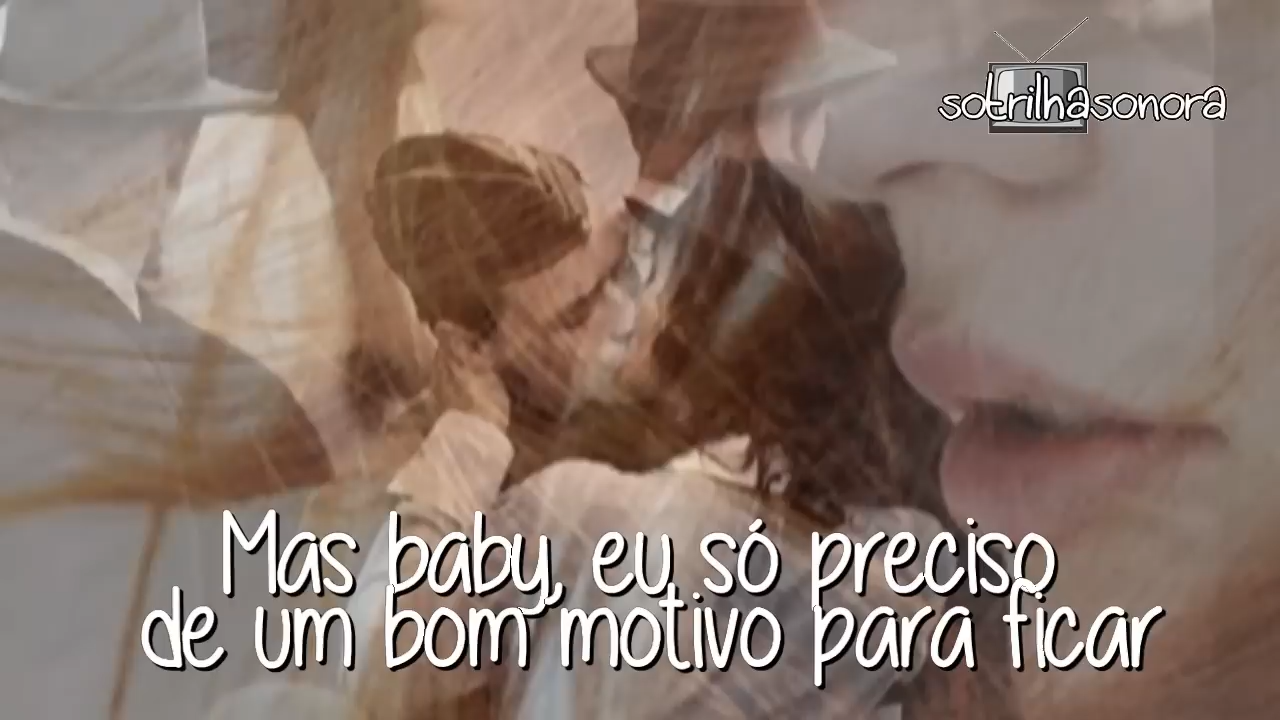 sotrilhasonora
Mas baby, eu só preciso
de um bom motivo para ficar